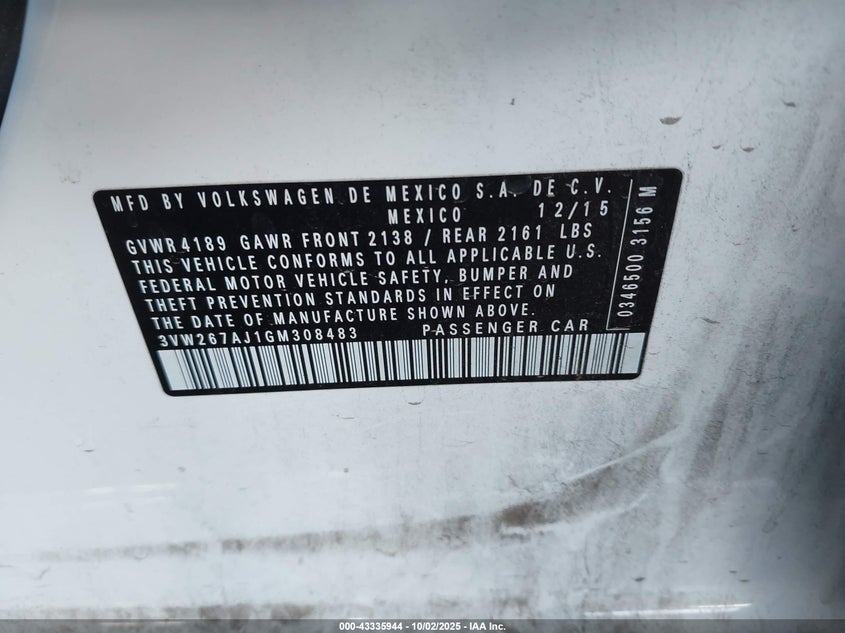 MFD BY VOLKSWAGEN DE MEXICO S.A. DE C.V.
MEXICO 12/15
GVWR4189 GAWR FRONT 2138 / REAR 2161 LBS
THIS VEHICLE CONFORMS TO ALL APPLICABLE U.S.
FEDERAL MOTOR VEHICLE SAFETY, BUMPER AND
THEFT PREVENTION STANDARDS IN EFFECT ON
THE DATE OF MANUFACTURE SHOWN ABOVE.
3VW267AJ1GM308483 PASSENGER CAR
0346500 3156 M
000-43335944 - 10/02/2025 - IAA Inc.